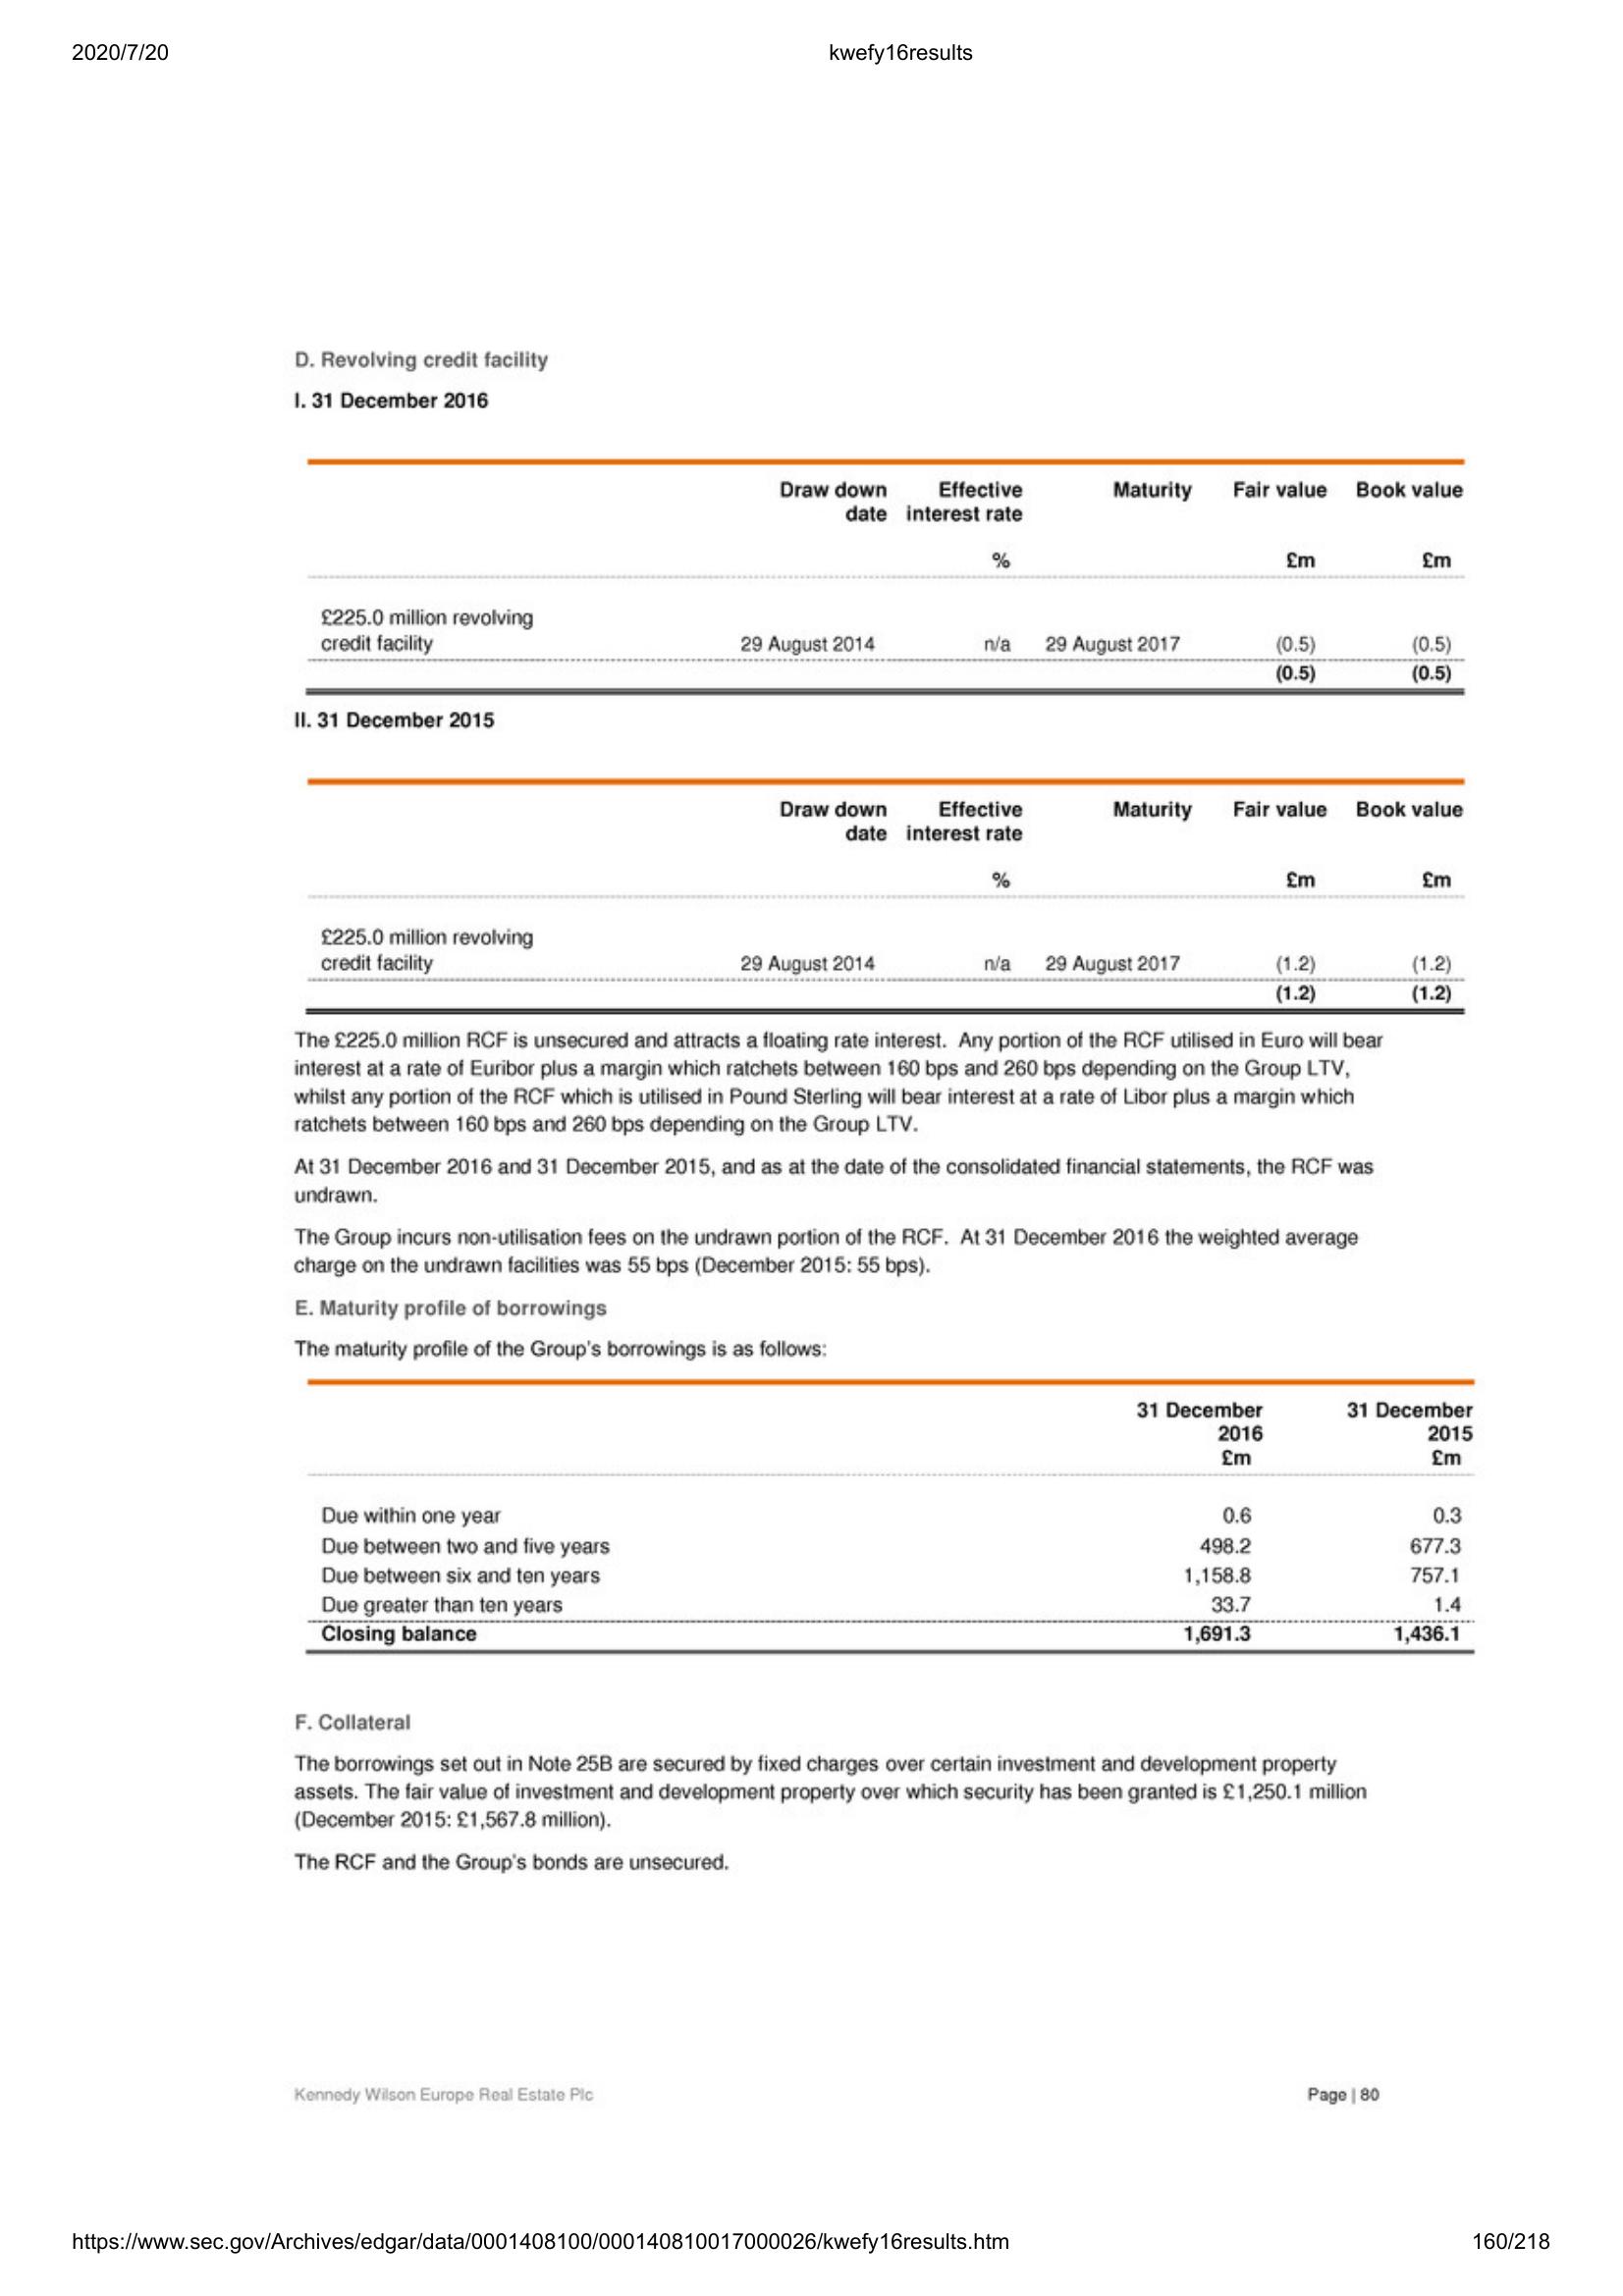 2020/7/20 kwefy16results
D. Revolving credit facility
I. 31 December 2016
Draw down Effective Maturity Fair value Book value
date interest rate
% £m £m
£225.0 million revolving
credit facility 29 August 2014 n/a 29 August 2017 (0.5) (0.5)
(0.5) (0.5)
II. 31 December 2015
Draw down Effective Maturity Fair value Book value
date interest rate
% £m £m
£225.0 million revolving
credit facility 29 August 2014 n/a 29 August 2017 (1.2) (1.2)
(1.2) (1.2)
The £225.0 million RCF is unsecured and attracts a floating rate interest.  Any portion of the RCF utilised in Euro will bear
interest at a rate of Euribor plus a margin which ratchets between 160 bps and 260 bps depending on the Group LTV,
whilst any portion of the RCF which is utilised in Pound Sterling will bear interest at a rate of Libor plus a margin which
ratchets between 160 bps and 260 bps depending on the Group LTV.
At 31 December 2016 and 31 December 2015, and as at the date of the consolidated financial statements, the RCF was
undrawn.
The Group incurs non-utilisation fees on the undrawn portion of the RCF.  At 31 December 2016 the weighted average
charge on the undrawn facilities was 55 bps (December 2015: 55 bps).
E. Maturity profile of borrowings
The maturity profile of the Group's borrowings is as follows:
31 December 31 December
2016 2015
£m £m
Due within one year 0.6 0.3
Due between two and five years 498.2 677.3
Due between six and ten years 1,158.8 757.1
Due greater than ten years 33.7 1.4
Closing balance 1,691.3 1,436.1
F. Collateral
The borrowings set out in Note 25B are secured by fixed charges over certain investment and development property
assets. The fair value of investment and development property over which security has been granted is £1,250.1 million
(December 2015: £1,567.8 million).
The RCF and the Group's bonds are unsecured.
Kennedy Wilson Europe Real Estate Plc Page | 80
https://www.sec.gov/Archives/edgar/data/0001408100/000140810017000026/kwefy16results.htm 160/218